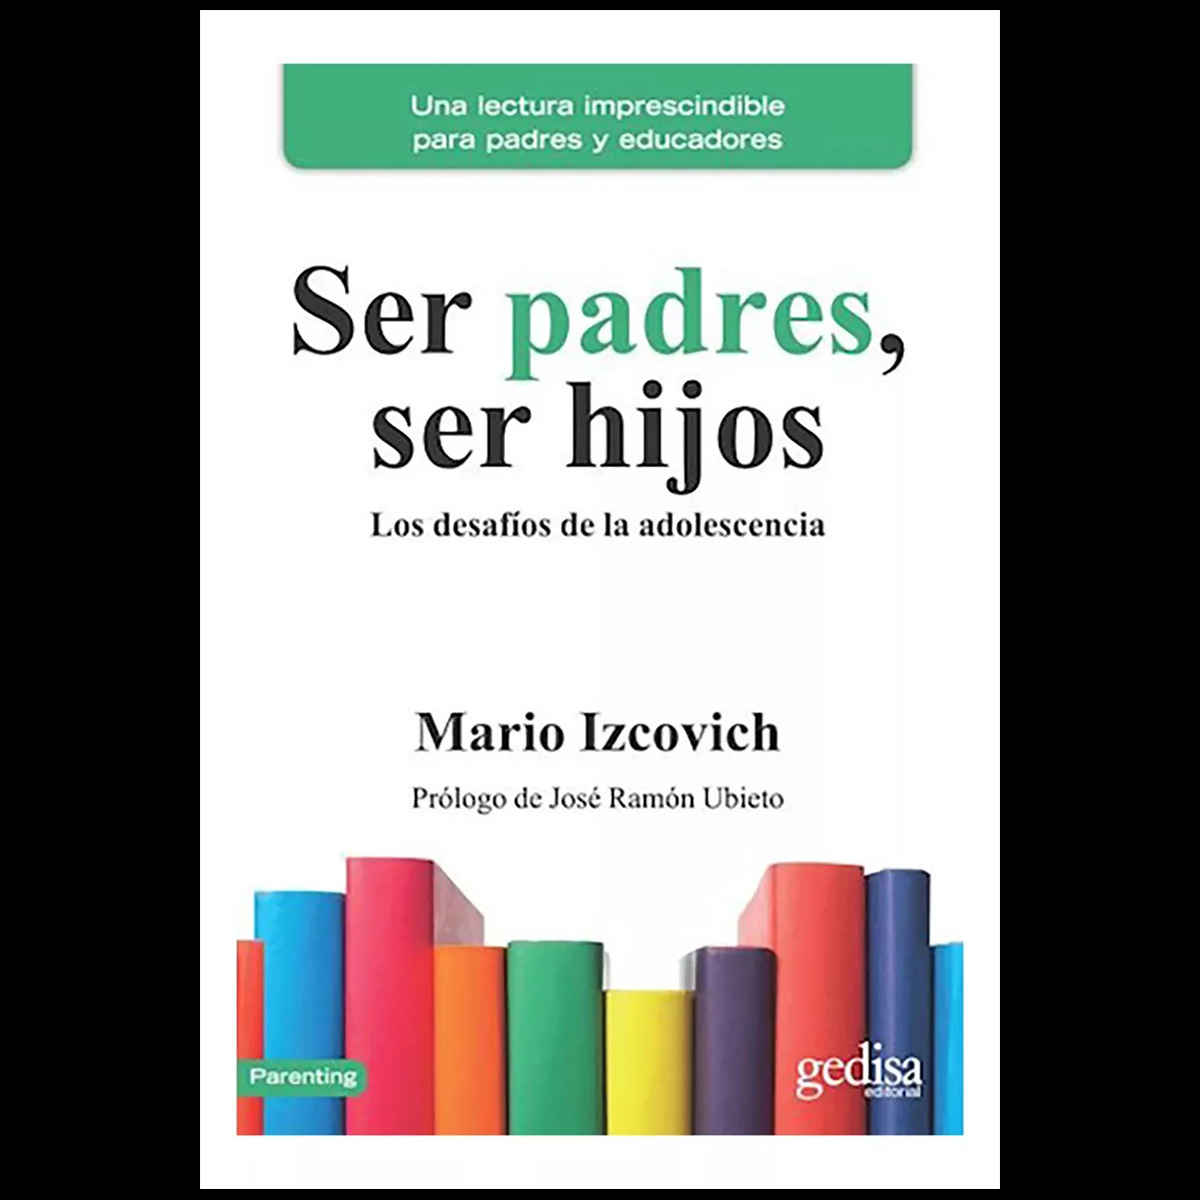 Una lectura imprescindible
para padres y educadores
Ser padres,
ser hijos
Los desafíos de la adolescencia
Mario Izcovich
Prólogo de José Ramón Ubieto
Parenting
gedisa
editorial